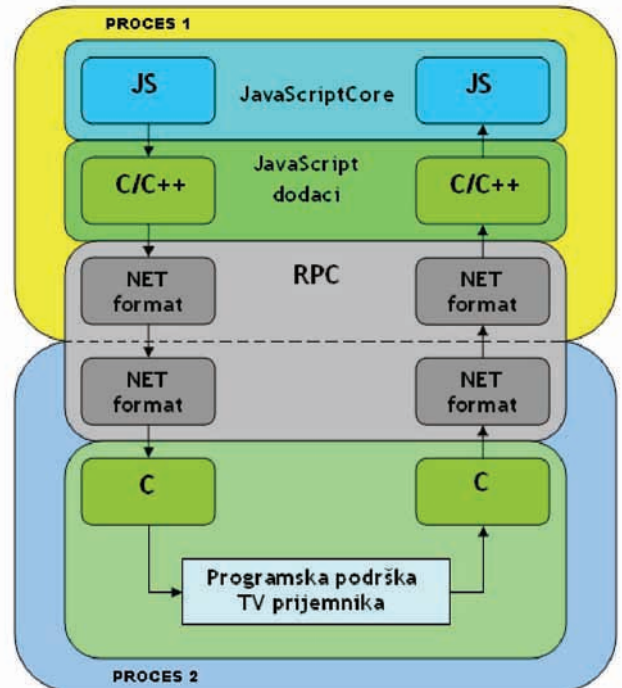 PROCES 1
JS
JavaScriptCore
JS
C/C++
JavaScript
dodaci
C/C++
NET
format
RPC
NET
format
NET
format
NET
format
C
C
Programska podrška
TV prijemnika
PROCES 2